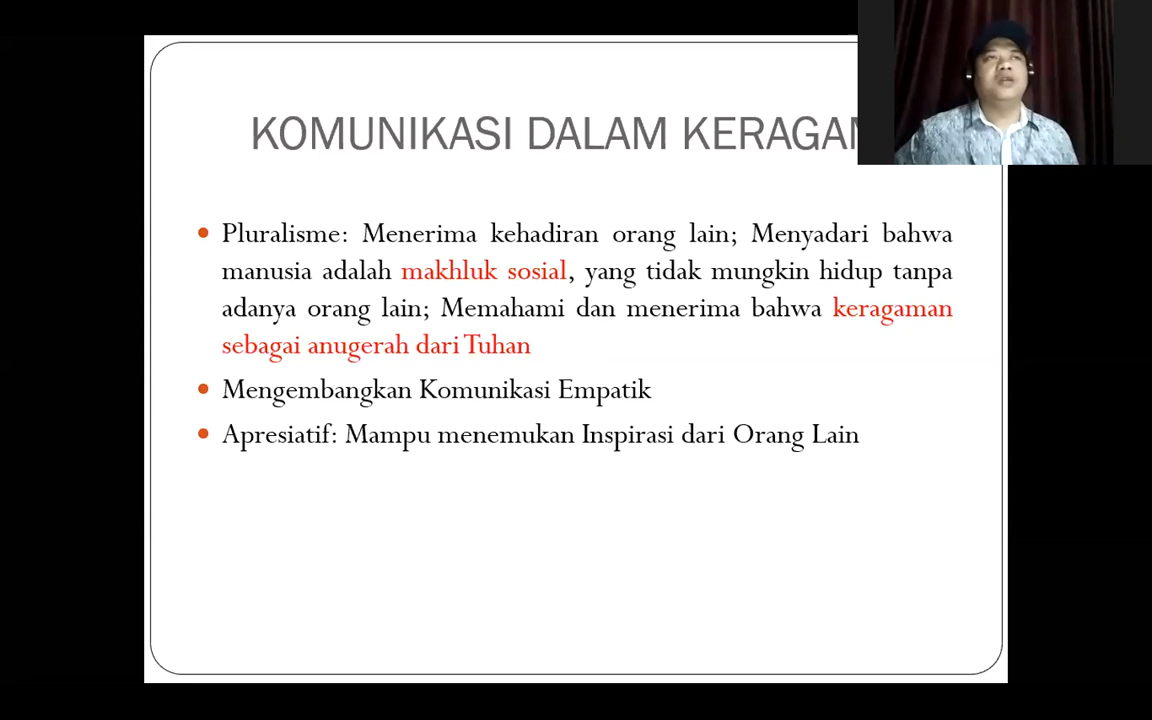 KOMUNIKASI DALAM
Pluralisme: Menerima kehadiran orang lain; Menyadari bahwa
manusia adalah makhluk sosial, yang tidak mungkin hidup tanpa
adanya orang lain; Memahami dan menerima bahwa keragaman
sebagai anugerah dari Tuhan
Mengembangkan Komunikasi Empatik
Apresiatif: Mampu menemukan Inspirasi dari Orang Lain